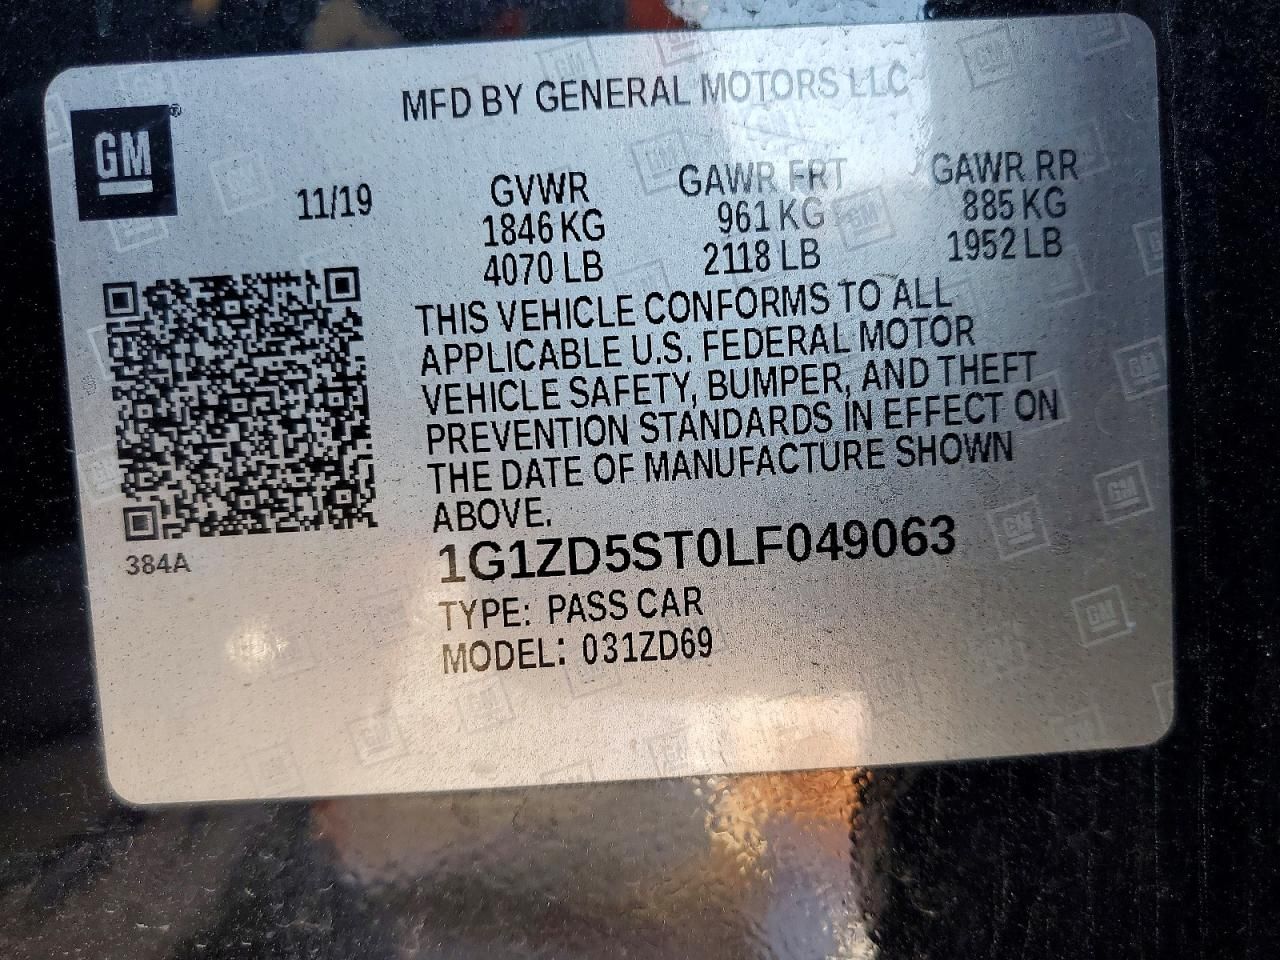 MFD BY GENERAL MOTORS LLC
GM®
11/19
GVWR GAWR FRT GAWR RR
1846 KG 961 KG 885 KG
4070 LB 2118 LB 1952 LB
THIS VEHICLE CONFORMS TO ALL
APPLICABLE U.S. FEDERAL MOTOR
VEHICLE SAFETY, BUMPER, AND THEFT
PREVENTION STANDARDS IN EFFECT ON
THE DATE OF MANUFACTURE SHOWN
ABOVE.
384A
1G1ZD5ST0LF049063
TYPE: PASS CAR
MODEL: 031ZD69